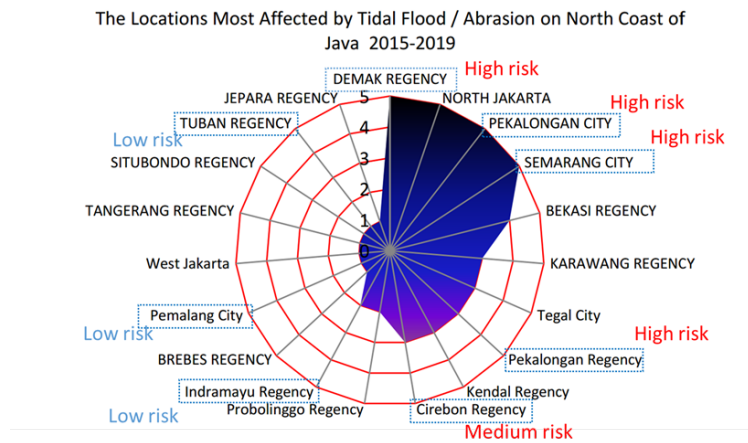 The Locations Most Affected by Tidal Flood / Abrasion on North Coast of
Java 2015-2019
High risk
DEMAK REGENCY
JEPARA REGENCY
5
NORTH JAKARTA
High risk
TUBAN REGENCY
4
PEKALONGAN CITY
Low risk
High risk
SITUBONDO REGENCY
3
SEMARANG CITY
2
TANGERANG REGENCY
BEKASI REGENCY
1
0
West Jakarta
KARAWANG REGENCY
Pemalang City
Tegal City
Low risk
High risk
BREBES REGENCY
Pekalongan Regency
Indramayu Regency
Kendal Regency
Probolinggo Regency
Cirebon Regency
Low risk
Medium risk